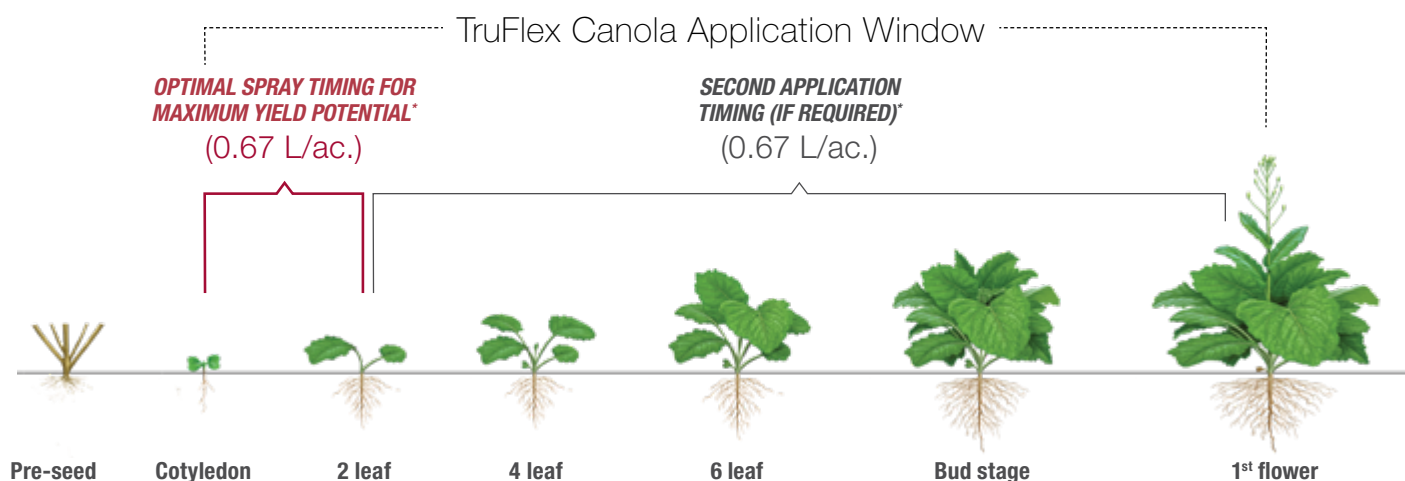 TruFlex Canola Application Window
OPTIMAL SPRAY TIMING FOR
MAXIMUM YIELD POTENTIAL*
(0.67 L/ac.)
SECOND APPLICATION
TIMING (IF REQUIRED)*
(0.67 L/ac.)
Pre-seed
Cotyledon
2 leaf
4 leaf
6 leaf
Bud stage
1st flower